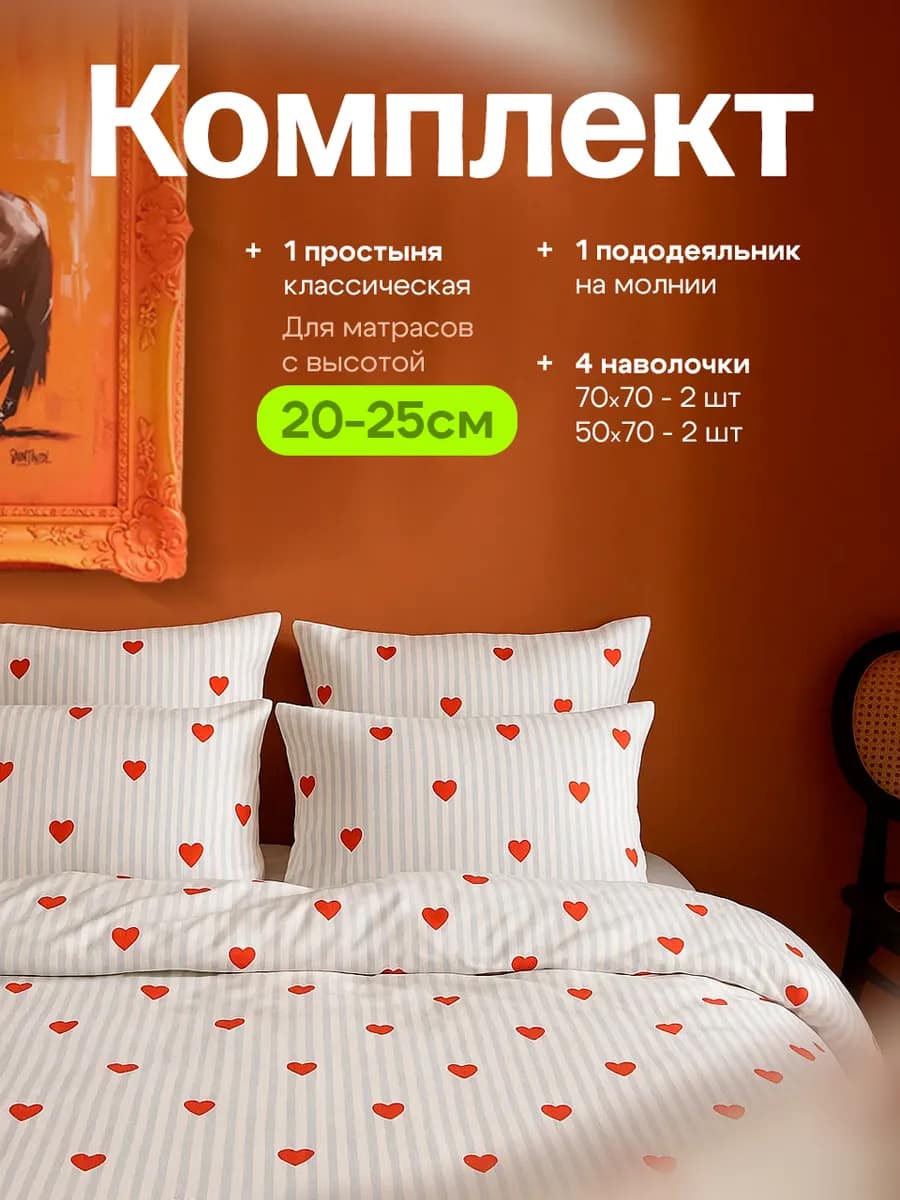 Комплект
+ 1 простыня
классическая
Для матрасов
с высотой
20-25см
+ 1 пододеяльник
на молнии
+ 4 наволочки
70x70 - 2 шт
50x70 - 2 шт